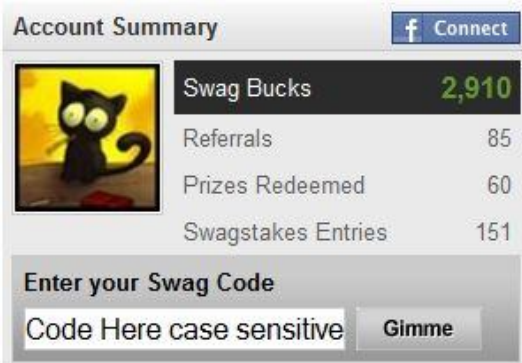 Account Summary
f Connect
Swag Bucks 2,910
Referrals 85
Prizes Redeemed 60
Swagstakes Entries 151
Enter your Swag Code
Code Here case sensitive Gimme